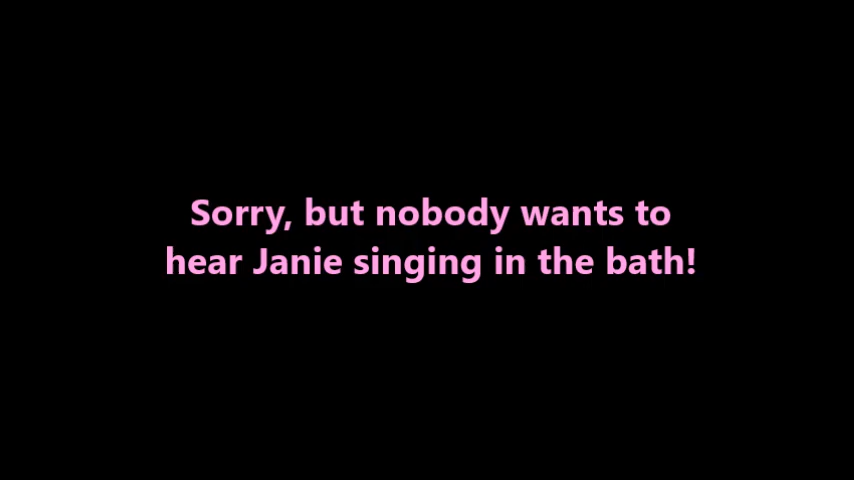 Sorry, but nobody wants to
hear Janie singing in the bath!